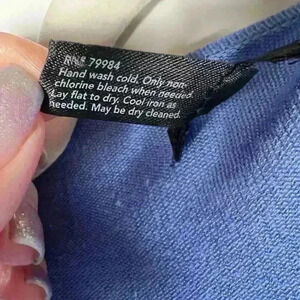 RN# 79984
Hand wash cold. Only non-
chlorine bleach when needed.
Lay flat to dry. Cool iron as
needed. May be dry cleaned.